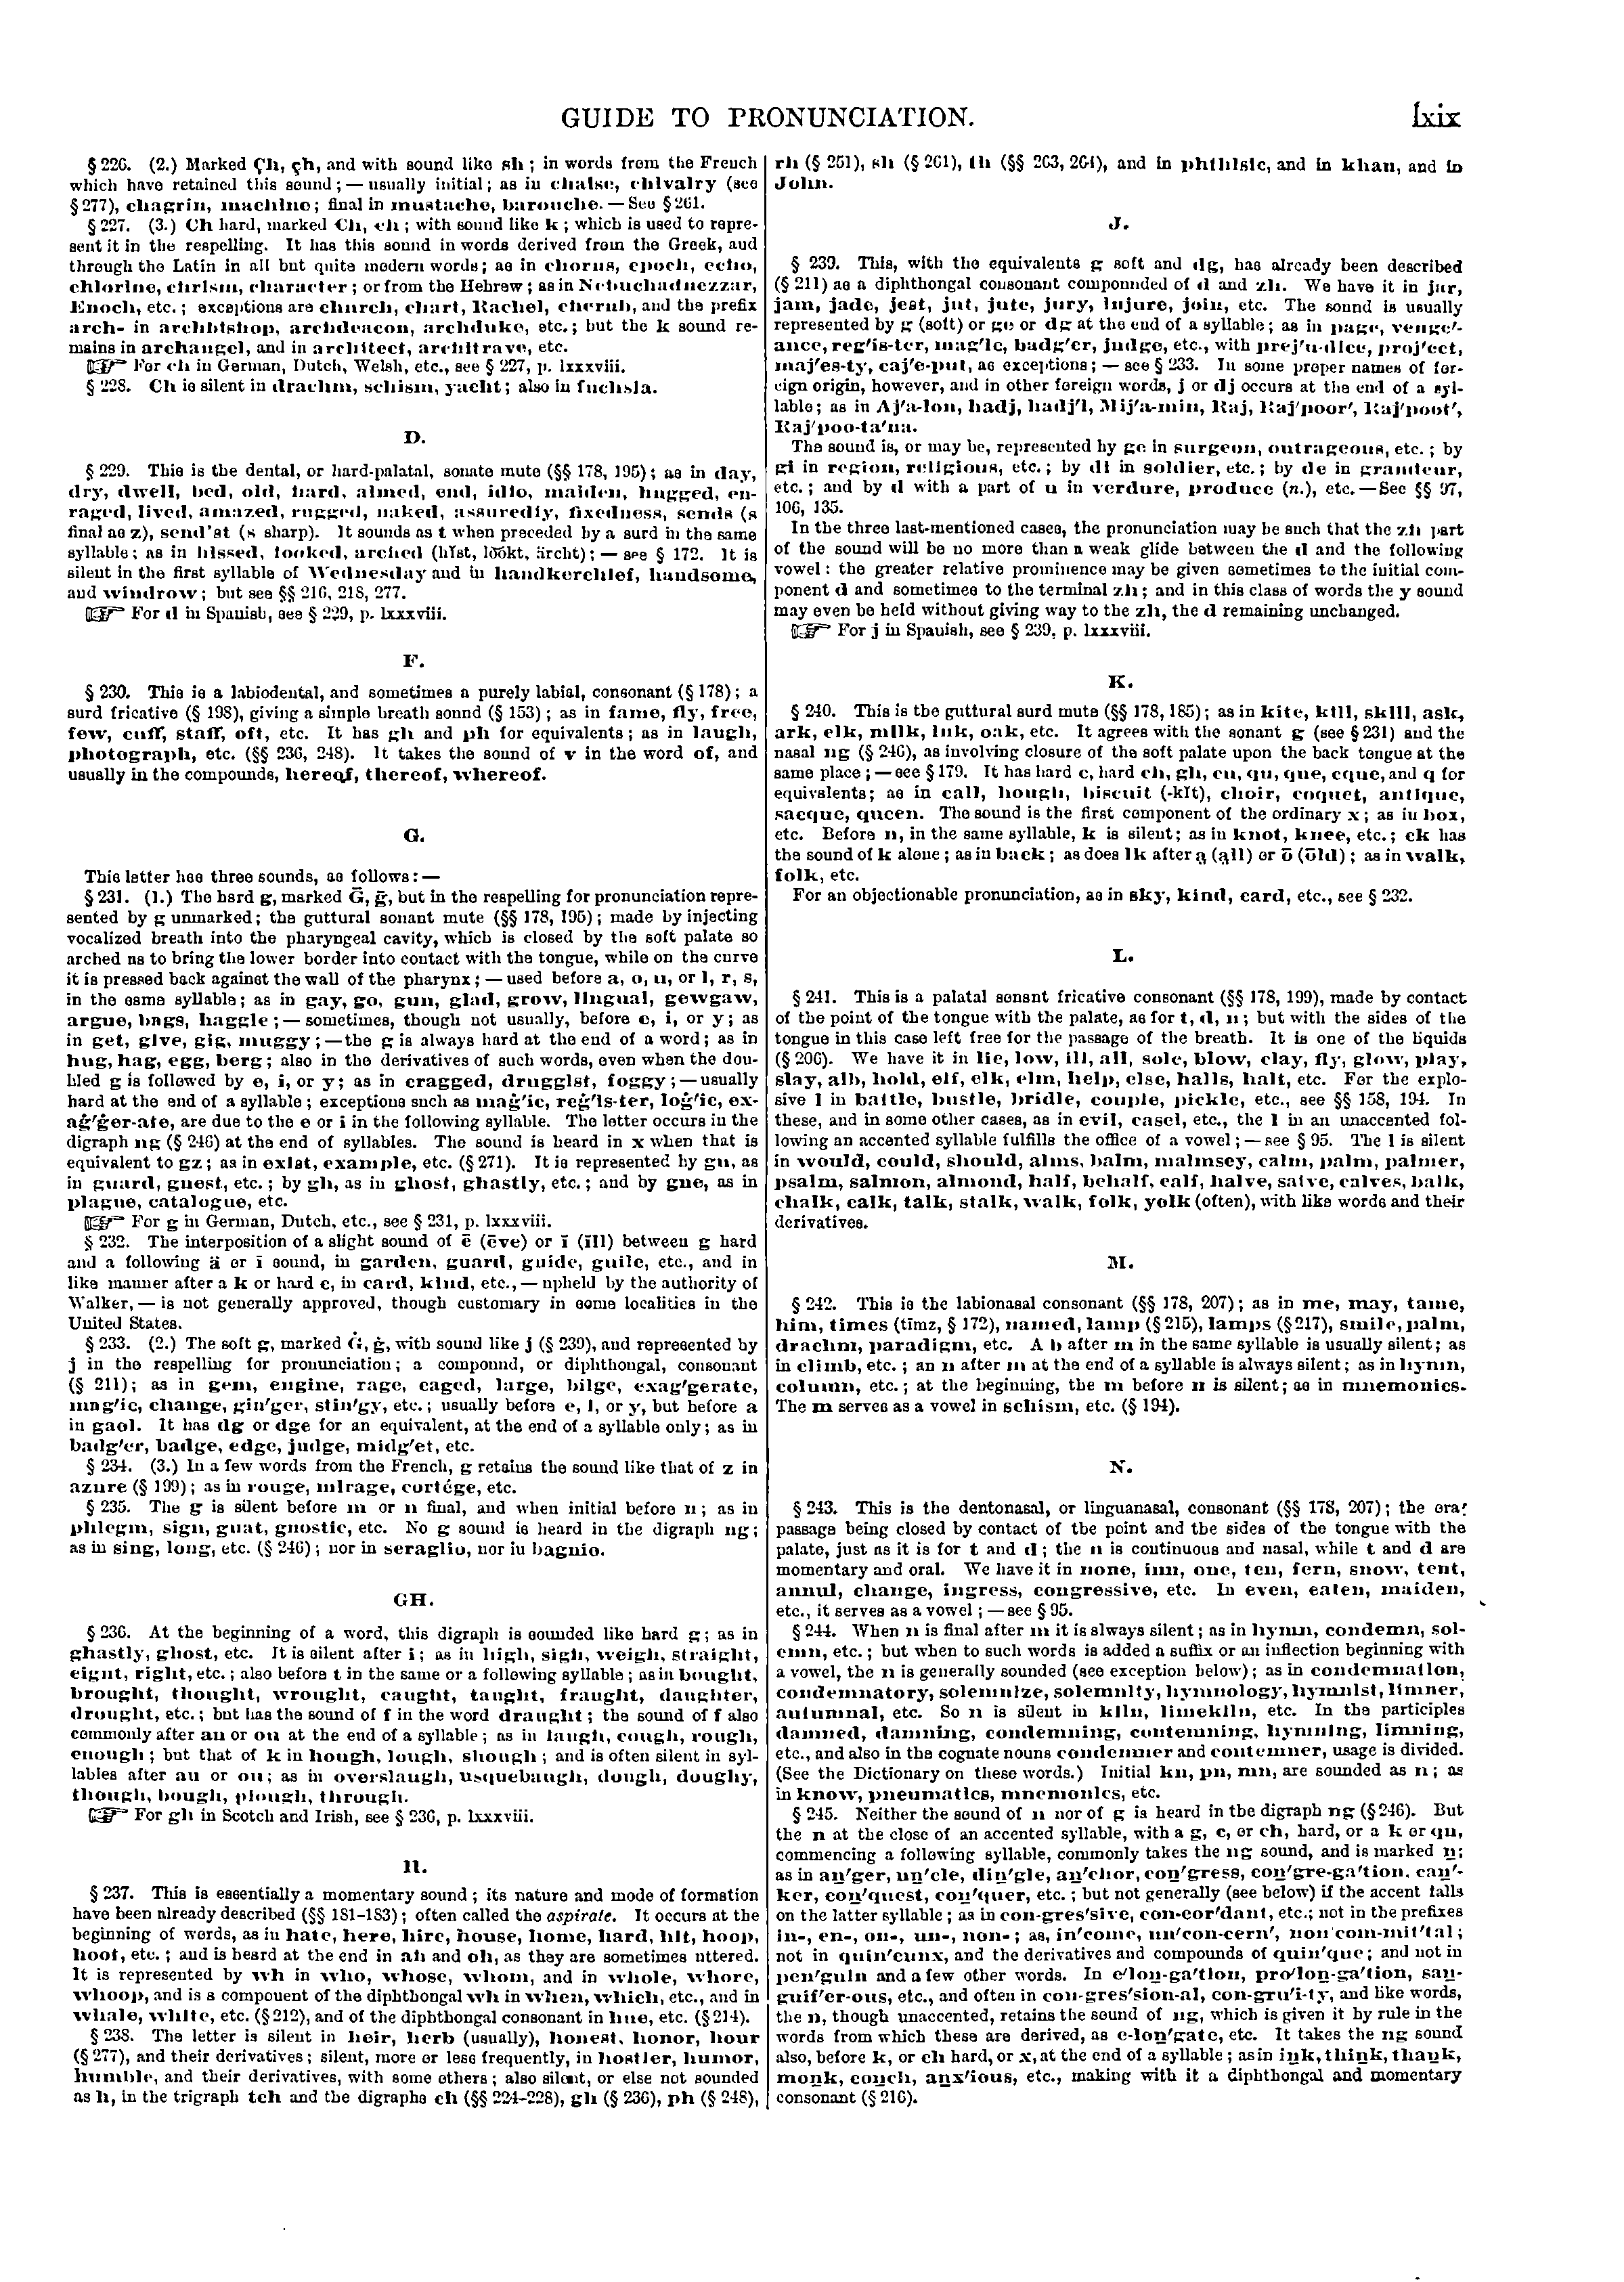 GUIDE TO PRONUNCIATION.
lxix
§ 226. (2.) Marked Çh, çh, and with sound like sh; in words from the French
which have retained this sound; — usually initial; as in chaise, chivalry (see
§ 277), chagrin, machine; final in mustache, barouche. — See § 261.
§ 227. (3.) Ch hard, marked Ch, ch; with sound like k; which is used to repre-
sent it in the respelling. It has this sound in words derived from the Greek, and
through the Latin in all but quite modern words; as in chorus, epoch, echo,
chlorine, chrism, character; or from the Hebrew; as in Nebuchadnezzar,
Enoch, etc.; exceptions are church, chart, Rachel, cherub, and the prefix
arch- in archbishop, archdeacon, archduke, etc.; but the k sound re-
mains in archangel, and in architect, architrave, etc.
☞ For ch in German, Dutch, Welsh, etc., see § 227, p. lxxxviii.
§ 228. Ch is silent in drachm, schism, yacht; also in fuchsia.
D.
§ 229. This is the dental, or hard-palatal, sonate mute (§§ 178, 195); as in day,
dry, dwell, bed, old, hard, aimed, end, idio, maiden, hugged, en-
raged, lived, amazed, rugged, naked, assuredly, fixedness, sends (s
final as z), send'st (s sharp). It sounds as t when preceded by a surd in the same
syllable; as in hissed, looked, arched (hĭst, lo͝okt, ärcht); — see § 172. It is
silent in the first syllable of Wednesday and in handkerchief, handsome,
and windrow; but see §§ 216, 218, 277.
☞ For d in Spanish, see § 229, p. lxxxviii.
F.
§ 230. This is a labiodental, and sometimes a purely labial, consonant (§ 178); a
surd fricative (§ 198), giving a simple breath sound (§ 153); as in fame, fly, free,
few, cuff, staff, oft, etc. It has gh and ph for equivalents; as in laugh,
photograph, etc. (§§ 236, 248). It takes the sound of v in the word of, and
usually in the compounds, hereof, thereof, whereof.
G.
This letter has three sounds, as follows: —
§ 231. (1.) The hard g, marked Ḡ, ḡ, but in the respelling for pronunciation repre-
sented by g unmarked; the guttural sonant mute (§§ 178, 195); made by injecting
vocalized breath into the pharyngeal cavity, which is closed by the soft palate so
arched as to bring the lower border into contact with the tongue, while on the curve
it is pressed back against the wall of the pharynx; — used before a, o, u, or l, r, s,
in the same syllable; as in gay, go, gun, glad, grow, lingual, gewgaw,
argue, bugs, haggle; — sometimes, though not usually, before e, i, or y; as
in get, give, gig, muggy; — the g is always hard at the end of a word; as in
hug, hag, egg, berg; also in the derivatives of such words, even when the dou-
bled g is followed by e, i, or y; as in cragged, druggist, foggy; — usually
hard at the end of a syllable; exceptions such as maġ'ic, reġ'is-ter, loġ'ic, ex-
aġ'ġer-ate, are due to the e or i in the following syllable. The letter occurs in the
digraph ng (§ 246) at the end of syllables. The sound is heard in x when that is
equivalent to gz; as in exist, example, etc. (§ 271). It is represented by gu, as
in guard, guest, etc.; by gh, as in ghost, ghastly, etc.; and by gue, as in
plague, catalogue, etc.
☞ For g in German, Dutch, etc., see § 231, p. lxxxviii.
§ 232. The interposition of a slight sound of ē (ēve) or ĭ (ĭll) between g hard
and a following ä or ī sound, in garden, guard, guide, guile, etc., and in
like manner after a k or hard c, in card, kind, etc., — upheld by the authority of
Walker, — is not generally approved, though customary in some localities in the
United States.
§ 233. (2.) The soft g, marked Ġ, ġ, with sound like j (§ 239), and represented by
j in the respelling for pronunciation; a compound, or diphthongal, consonant
(§ 211); as in gem, engine, rage, caged, large, bilge, exag'gerate,
mag'ic, change, gin'ger, stin'gy, etc.; usually before e, i, or y, but before a
in gaol. It has dg or dge for an equivalent, at the end of a syllable only; as in
badg'er, badge, edge, judge, midg'et, etc.
§ 234. (3.) In a few words from the French, g retains the sound like that of z in
azure (§ 199); as in rouge, mirage, cortége, etc.
§ 235. The g is silent before m or n final, and when initial before n; as in
phlegm, sign, gnat, gnostic, etc. No g sound is heard in the digraph ng;
as in sing, long, etc. (§ 246); nor in seraglio, nor in bagnio.
GH.
§ 236. At the beginning of a word, this digraph is sounded like hard g; as in
ghastly, ghost, etc. It is silent after i; as in high, sigh, weigh, straight,
eight, right, etc.; also before t in the same or a following syllable; as in bought,
brought, thought, wrought, caught, taught, fraught, daughter,
drought, etc.; but has the sound of f in the word draught; the sound of f also
commonly after au or ou at the end of a syllable; as in laugh, cough, rough,
enough; but that of k in hough, lough, shough; and is often silent in syl-
lables after au or ou; as in overslaugh, usquebaugh, dough, doughy,
though, bough, plough, through.
☞ For gh in Scotch and Irish, see § 236, p. lxxxviii.
H.
§ 237. This is essentially a momentary sound; its nature and mode of formation
have been already described (§§ 181-183); often called the aspirate. It occurs at the
beginning of words, as in hate, here, hire, house, home, hard, hit, hoop,
hoof, etc.; and is heard at the end in ah and oh, as they are sometimes uttered.
It is represented by wh in who, whose, whom, and in whole, whore,
whoop, and is a component of the diphthongal wh in when, which, etc., and in
whale, white, etc. (§ 212), and of the diphthongal consonant in hue, etc. (§ 214).
§ 238. The letter is silent in heir, herb (usually), honest, honor, hour
(§ 277), and their derivatives; silent, more or less frequently, in hostler, humor,
humble, and their derivatives, with some others; also silent, or else not sounded
as h, in the trigraph tch and the digraphs ch (§§ 224-228), gh (§ 236), ph (§ 248),
rh (§ 251), sh (§ 261), th (§§ 263, 264), and in phthisic, and in khan, and in
John.
J.
§ 239. This, with the equivalents g soft and dg, has already been described
(§ 211) as a diphthongal consonant compounded of d and zh. We have it in jar,
jam, jade, jest, jut, jute, jury, injure, join, etc. The sound is usually
represented by g (soft) or ge or dg at the end of a syllable; as in page, venge'-
ance, reg'is-ter, mag'ic, badg'er, judge, etc., with prej'u-dice, proj'ect,
maj'es-ty, caj'e-put, as exceptions; — see § 233. In some proper names of for-
eign origin, however, and in other foreign words, j or dj occurs at the end of a syl-
lable; as in Aj'a-lon, hadj, hadj'i, Mij'a-min, Raj, Raj'poor', Raj'poot',
Raj'poo-ta'na.
The sound is, or may be, represented by ge in surgeon, outrageous, etc.; by
gi in region, religious, etc.; by di in soldier, etc.; by de in grandeur,
etc.; and by d with a part of u in verdure, produce (n.), etc. — See §§ 97,
106, 135.
In the three last-mentioned cases, the pronunciation may be such that the zh part
of the sound will be no more than a weak glide between the d and the following
vowel: the greater relative prominence may be given sometimes to the initial com-
ponent d and sometimes to the terminal zh; and in this class of words the y sound
may even be held without giving way to the zh, the d remaining unchanged.
☞ For j in Spanish, see § 239, p. lxxxviii.
K.
§ 240. This is the guttural surd mute (§§ 178, 185); as in kite, kill, skill, ask,
ark, elk, milk, ink, oak, etc. It agrees with the sonant g (see § 231) and the
nasal ng (§ 246), as involving closure of the soft palate upon the back tongue at the
same place; — see § 179. It has hard c, hard ch, gh, cu, qu, que, cque, and q for
equivalents; as in call, hough, biscuit (-kĭt), choir, coquet, antique,
sacque, queen. The sound is the first component of the ordinary x; as in box,
etc. Before n, in the same syllable, k is silent; as in knot, knee, etc.; ck has
the sound of k alone; as in back; as does lk after a̤ (a̤ll) or ō (ōld); as in walk,
folk, etc.
For an objectionable pronunciation, as in sky, kind, card, etc., see § 232.
L.
§ 241. This is a palatal sonant fricative consonant (§§ 178, 199), made by contact
of the point of the tongue with the palate, as for t, d, n; but with the sides of the
tongue in this case left free for the passage of the breath. It is one of the liquids
(§ 206). We have it in lie, low, ill, all, sole, blow, clay, fly, glow, play,
slay, alb, hold, elf, elk, elm, help, else, halls, halt, etc. For the explo-
sive l in battle, bustle, bridle, couple, pickle, etc., see §§ 158, 194. In
these, and in some other cases, as in evil, easel, etc., the l in an unaccented fol-
lowing an accented syllable fulfills the office of a vowel; — see § 95. The l is silent
in would, could, should, alms, balm, malmsey, calm, palm, palmer,
psalm, salmon, almond, half, behalf, calf, halve, salve, calves, balk,
chalk, calk, talk, stalk, walk, folk, yolk (often), with like words and their
derivatives.
M.
§ 242. This is the labionasal consonant (§§ 178, 207); as in me, may, tame,
him, times (tīmz, § 172), named, lamp (§ 215), lamps (§ 217), smile, palm,
drachm, paradigm, etc. A b after m in the same syllable is usually silent; as
in climb, etc.; an n after m at the end of a syllable is always silent; as in hymn,
column, etc.; at the beginning, the m before n is silent; as in mnemonics.
The m serves as a vowel in schism, etc. (§ 194).
N.
§ 243. This is the dentonasal, or linguanasal, consonant (§§ 178, 207); the oral
passage being closed by contact of the point and the sides of the tongue with the
palate, just as it is for t and d; the n is continuous and nasal, while t and d are
momentary and oral. We have it in none, inn, one, ten, fern, snow, tent,
annul, change, ingress, congressive, etc. In even, eaten, maiden,
etc., it serves as a vowel; — see § 95.
§ 244. When n is final after m it is always silent; as in hymn, condemn, sol-
emn, etc.; but when to such words is added a suffix or an inflection beginning with
a vowel, the n is generally sounded (see exception below); as in condemnation,
condemnatory, solemnize, solemnity, hymnology, hymnist, limner,
autumnal, etc. So n is silent in kiln, limekiln, etc. In the participles
damned, damning, condemning, contemning, hymning, limning,
etc., and also in the cognate nouns condemner and contemner, usage is divided.
(See the Dictionary on these words.) Initial kn, pn, mn, are sounded as n; as
in know, pneumatics, mnemonics, etc.
§ 245. Neither the sound of n nor of g is heard in the digraph ng (§ 246). But
the n at the close of an accented syllable, with a g, c, or ch, hard, or a k or qu,
commencing a following syllable, commonly takes the ng sound, and is marked ṉ;
as in aṉ'ger, uṉ'cle, diṉ'gle, aṉ'chor, coṉ'gress, coṉ'gre-ga'tion, caṉ'-
ker, coṉ'quest, coṉ'quer, etc.; but not generally (see below) if the accent falls
on the latter syllable; as in con-gres'sive, con-cor'dant, etc.; not in the prefixes
in-, en-, on-, un-, non-; as, in'come, un'con-cern', non'com-mit'tal;
not in quin'cunx, and the derivatives and compounds of quin'que; and not in
pen'guin and a few other words. In e'loṉ-ga'tion, pro'loṉ-ga'tion, saṉ-
guif'er-ous, etc., and often in con-gres'sion-al, con-gru'i-ty, and like words,
the n, though unaccented, retains the sound of ng, which is given it by rule in the
words from which these are derived, as e-loṉ'gate, etc. It takes the ng sound
also, before k, or ch hard, or x, at the end of a syllable; as in iṉk, thiṉk, thaṉk,
moṉk, coṉch, aṉx'ious, etc., making with it a diphthongal and momentary
consonant (§ 216).